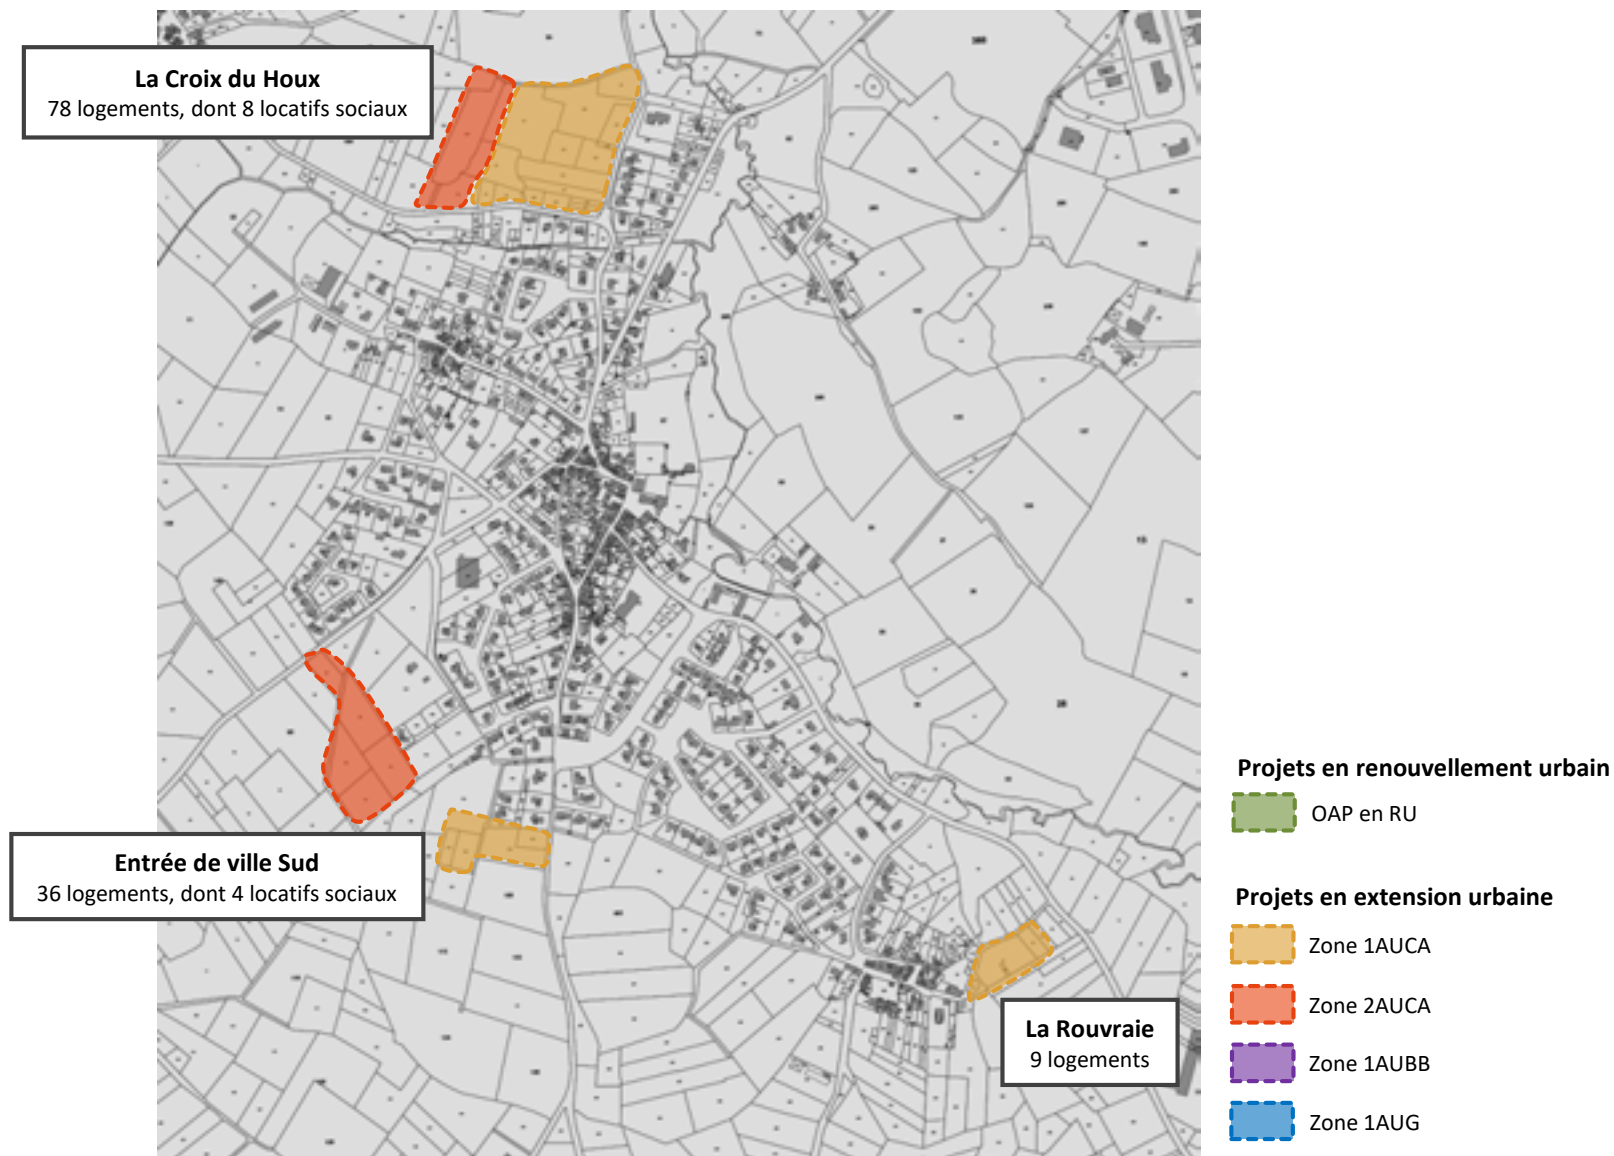 La Croix du Houx
78 logements, dont 8 locatifs sociaux
Entrée de ville Sud
36 logements, dont 4 locatifs sociaux
La Rouvraie
9 logements
Projets en renouvellement urbain
OAP en RU
Projets en extension urbaine
Zone 1AUCA
Zone 2AUCA
Zone 1AUBB
Zone 1AUG